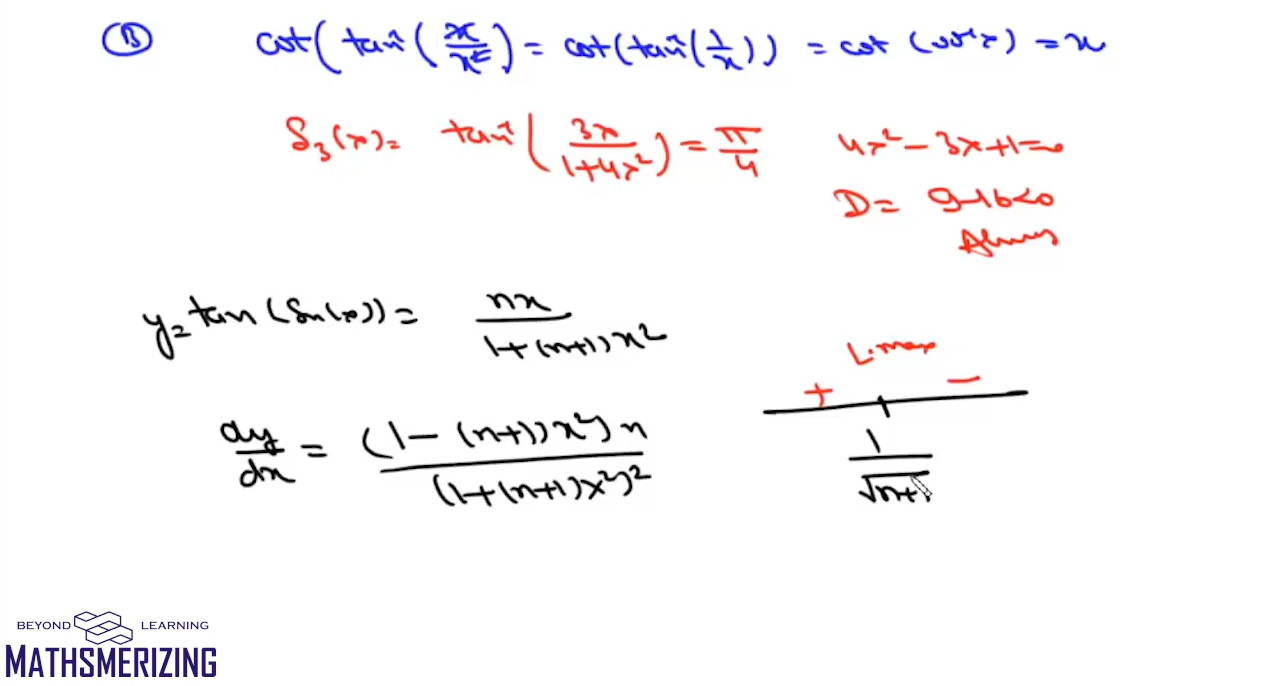 B cot(tan⁻¹(x/x²)) = cot(tan⁻¹(1/x)) = cot(cot⁻¹x) = x
S₃(x) = tan⁻¹(3x/(1+4x²)) = π/4 4x² - 3x + 1 = 0
D = 9-16<0
y = tan(Sₙ(x)) = nx/(1+(n+1)x²)
L.max
+ −
dy/dx = (1-(n+1)x²)n/(1+(n+1)x²)² 1/√n+1
BEYOND LEARNING
MATHSMERIZING